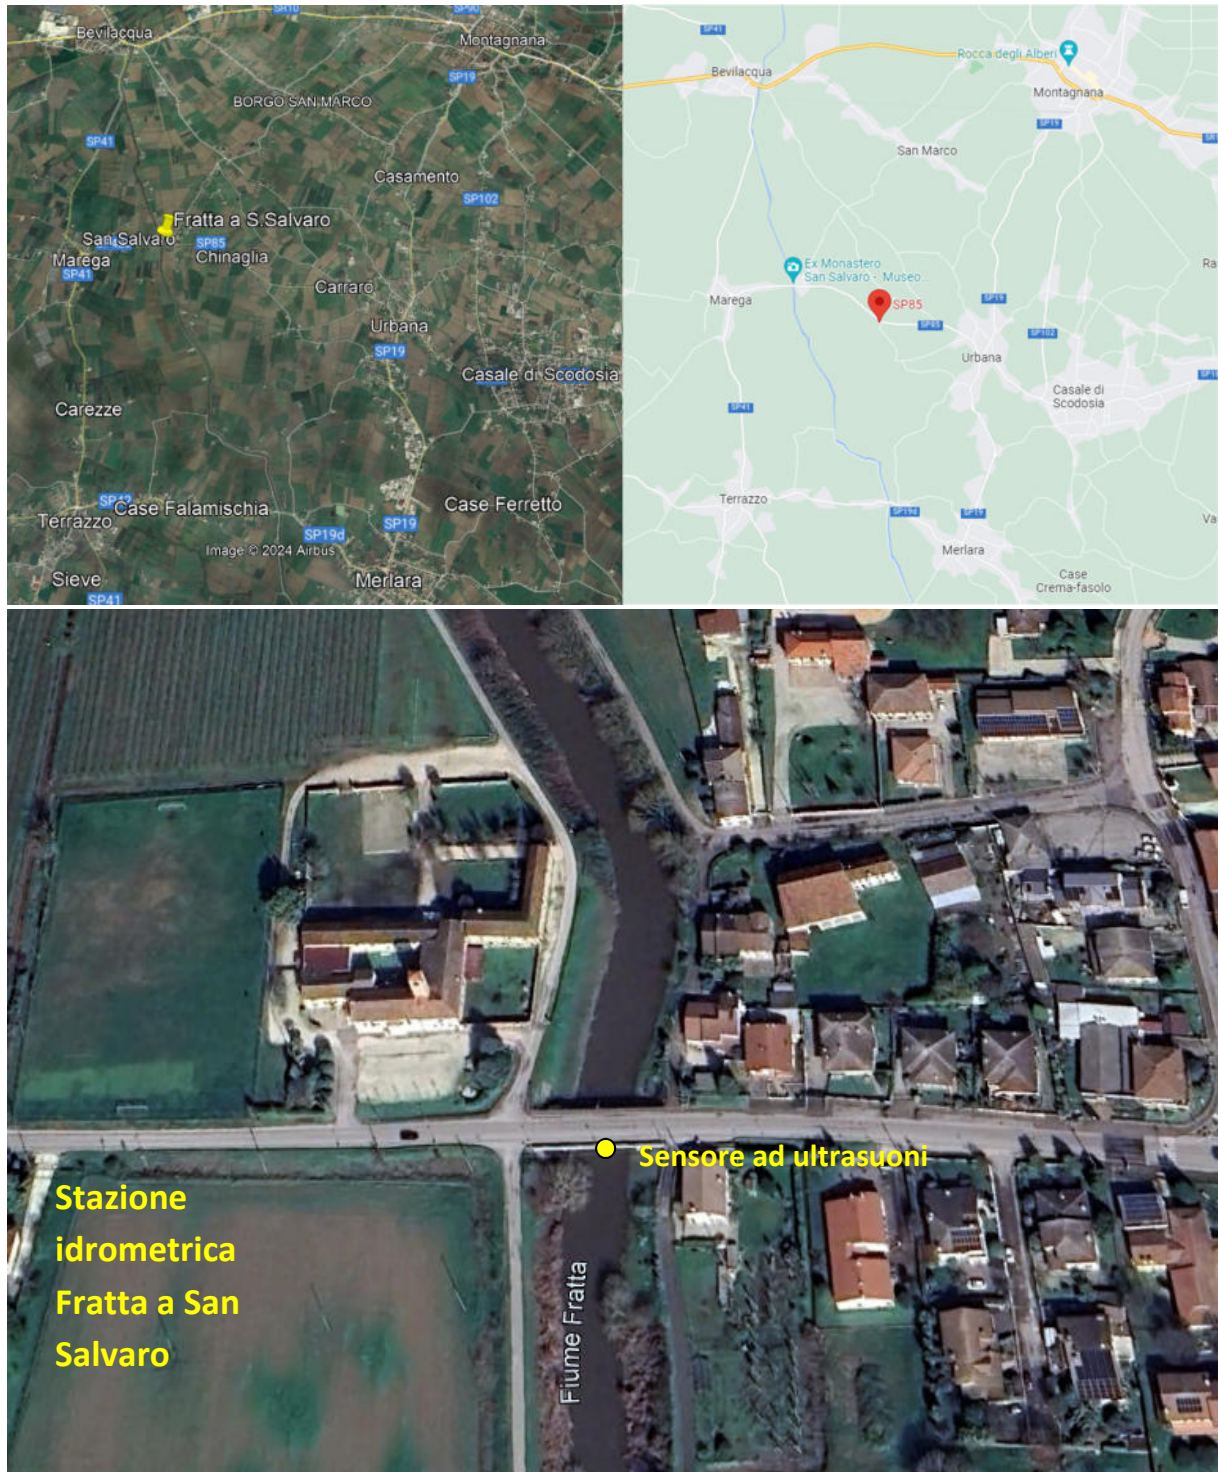 SR10
SP90
Bevilacqua
Montagnana
SP19
BORGO SAN MARCO
SP41
Casamento
SP102
Fratta a S.Salvaro
San Salvaro
SP85
Marega
Chinaglia
SP41
Carraro
Urbana
SP19
Casale di Scodosia
Carezze
SP42
Case Falamischia
Case Ferretto
Terrazzo
SP19d
SP19
Image © 2024 Airbus
Sieve
Merlara
SP41
SP41
Rocca degli Alberi
Bevilacqua
Montagnana
SP19
San Marco
Ex Monastero
San Salvaro - Museo...
Marega
SP85
SP19
SP85
SP102
Urbana
Casale di
Scodosia
SP41
Terrazzo
SP19d
SP19
Merlara
Case
Crema-fasolo
Sensore ad ultrasuoni
Stazione
idrometrica
Fratta a San
Salvaro
Fiume Fratta